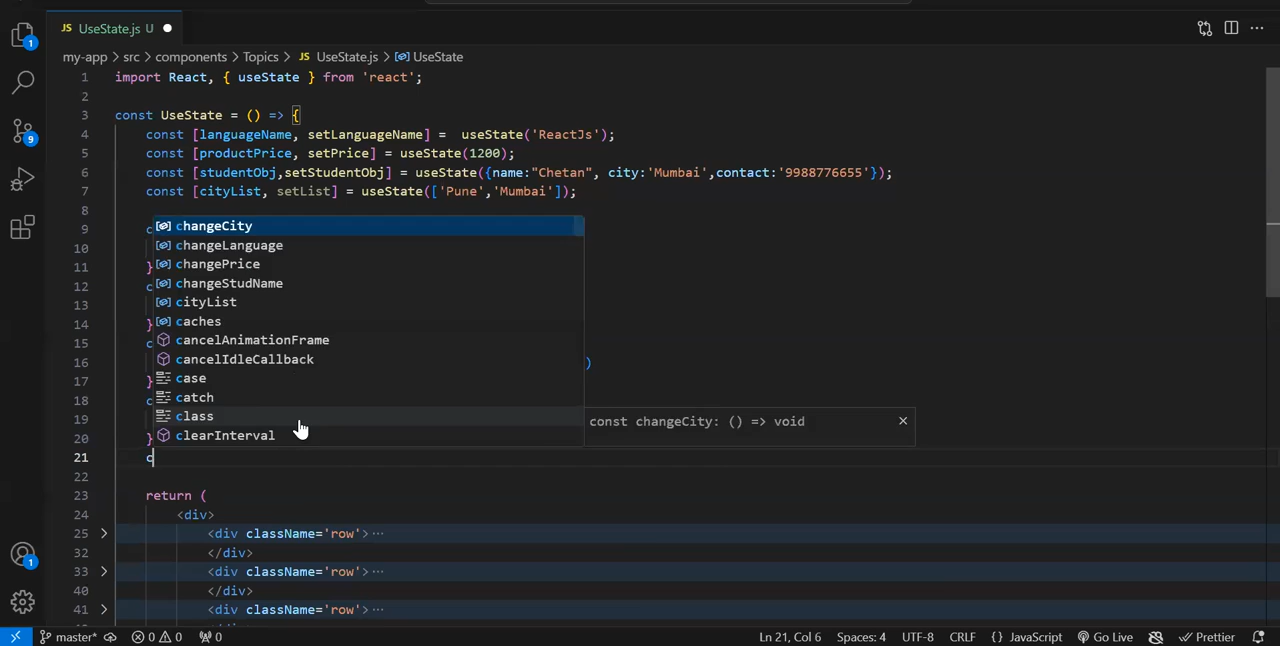 JS UseState.js U ●
my-app > src > components > Topics > JS UseState.js > UseState
1 import React, { useState } from 'react';
2
3 const UseState = () => {
4 const [languageName, setLanguageName] = useState('ReactJs');
5 const [productPrice, setPrice] = useState(1200);
6 const [studentObj,setStudentObj] = useState({name:"Chetan", city:'Mumbai',contact:'9988776655'});
7 const [cityList, setList] = useState(['Pune','Mumbai']);
8
9 c
changeCity
changeLanguage
10
changePrice
11 }
changeStudName
12 c
cityList
13
caches
14 }
cancelAnimationFrame
15 c
cancelIdleCallback
16 )
case
17 }
catch
18 c
class
19
const changeCity: () => void ×
clearInterval
20 }
21 c
22
23 return (
24 <div>
25 > <div className='row'>⋯
32 </div>
33 > <div className='row'>⋯
40 </div>
41 > <div className='row'>⋯
1
9
1
master* 0 0 0 Ln 21, Col 6 Spaces: 4 UTF-8 CRLF {} JavaScript Go Live Prettier